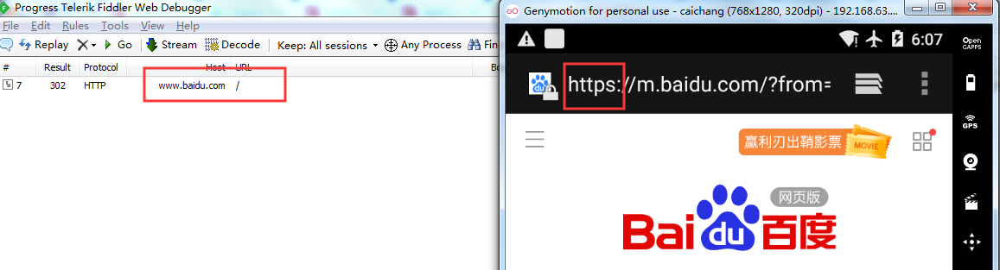 Progress Telerik Fiddler Web Debugger
File Edit Rules Tools View Help
Replay Go Stream Decode Keep: All sessions Any Process Fin
# Result Protocol Host URL Bo
7 302 HTTP www.baidu.com /
Genymotion for personal use - caichang (768x1280, 320dpi) - 192.168.63....
6:07
https://m.baidu.com/?from=
赢利刃出鞘影票
MOVIE
网页版
Bai du 百度
Open
GAPPS
GPS